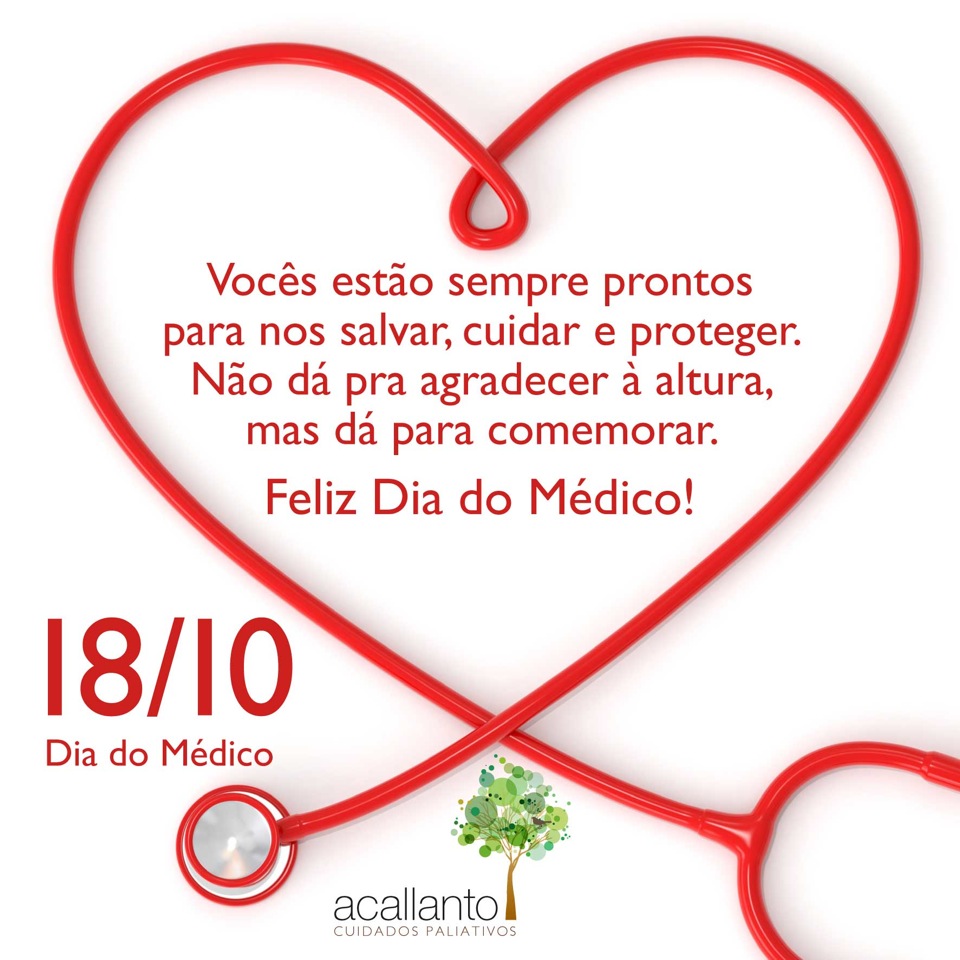 Vocês estão sempre prontos
para nos salvar, cuidar e proteger.
Não dá pra agradecer à altura,
mas dá para comemorar.
Feliz Dia do Médico!
18/10
Dia do Médico
acallanto
CUIDADOS PALIATIVOS